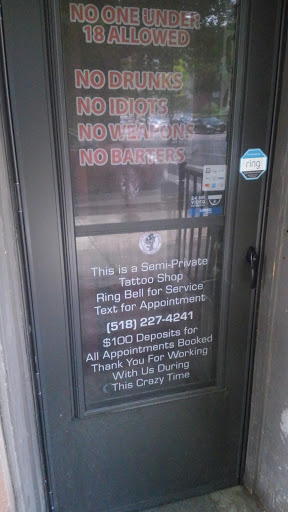 NO ONE UNDER
18 ALLOWED
NO DRUNKS
NO IDIOTS
NO WEAPONS
NO BARTERS
ring
This is a Semi-Private
Tattoo Shop
Ring Bell for Service
Text for Appointment
(518) 227-4241
$100 Deposits for
All Appointments Booked
Thank You For Working
With Us During
This Crazy Time